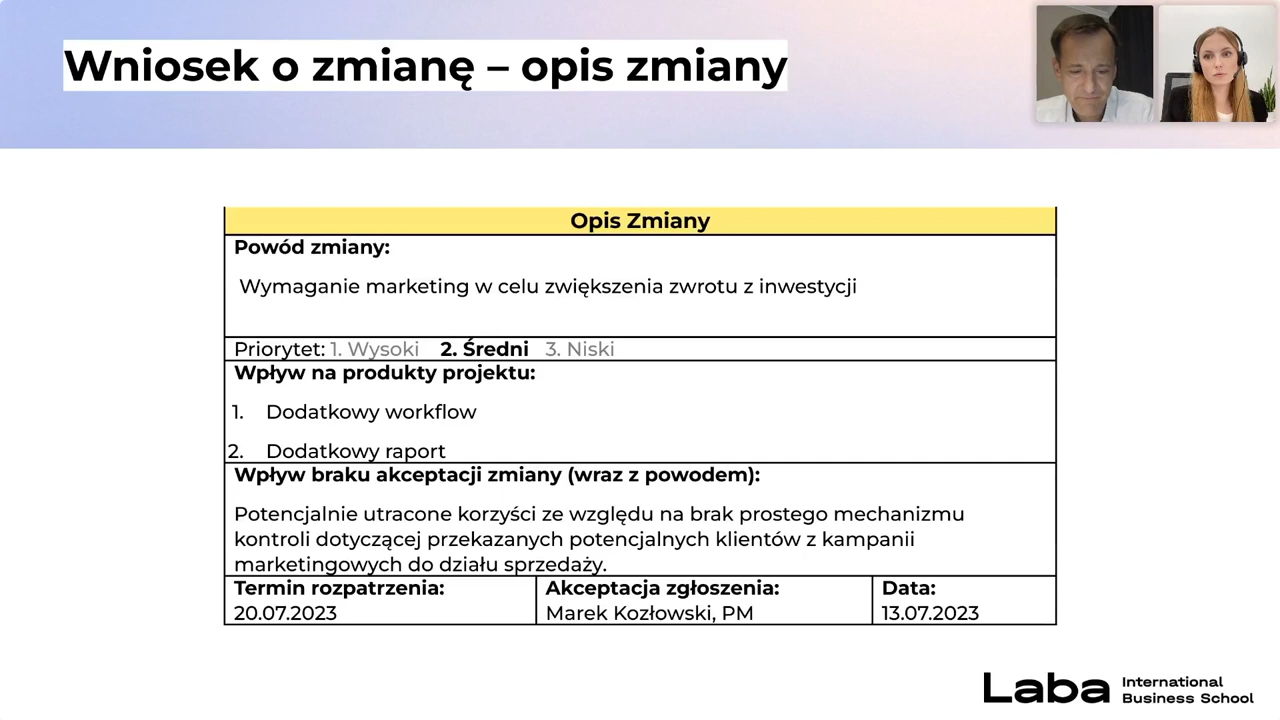 Wniosek o zmianę – opis zmiany
Opis Zmiany
Powód zmiany:
Wymaganie marketing w celu zwiększenia zwrotu z inwestycji
Priorytet: 1. Wysoki 2. Średni 3. Niski
Wpływ na produkty projektu:
1. Dodatkowy workflow
2. Dodatkowy raport
Wpływ braku akceptacji zmiany (wraz z powodem):
Potencjalnie utracone korzyści ze względu na brak prostego mechanizmu
kontroli dotyczącej przekazanych potencjalnych klientów z kampanii
marketingowych do działu sprzedaży.
Termin rozpatrzenia:
20.07.2023
Akceptacja zgłoszenia:
Marek Kozłowski, PM
Data:
13.07.2023
Laba
International
Business School